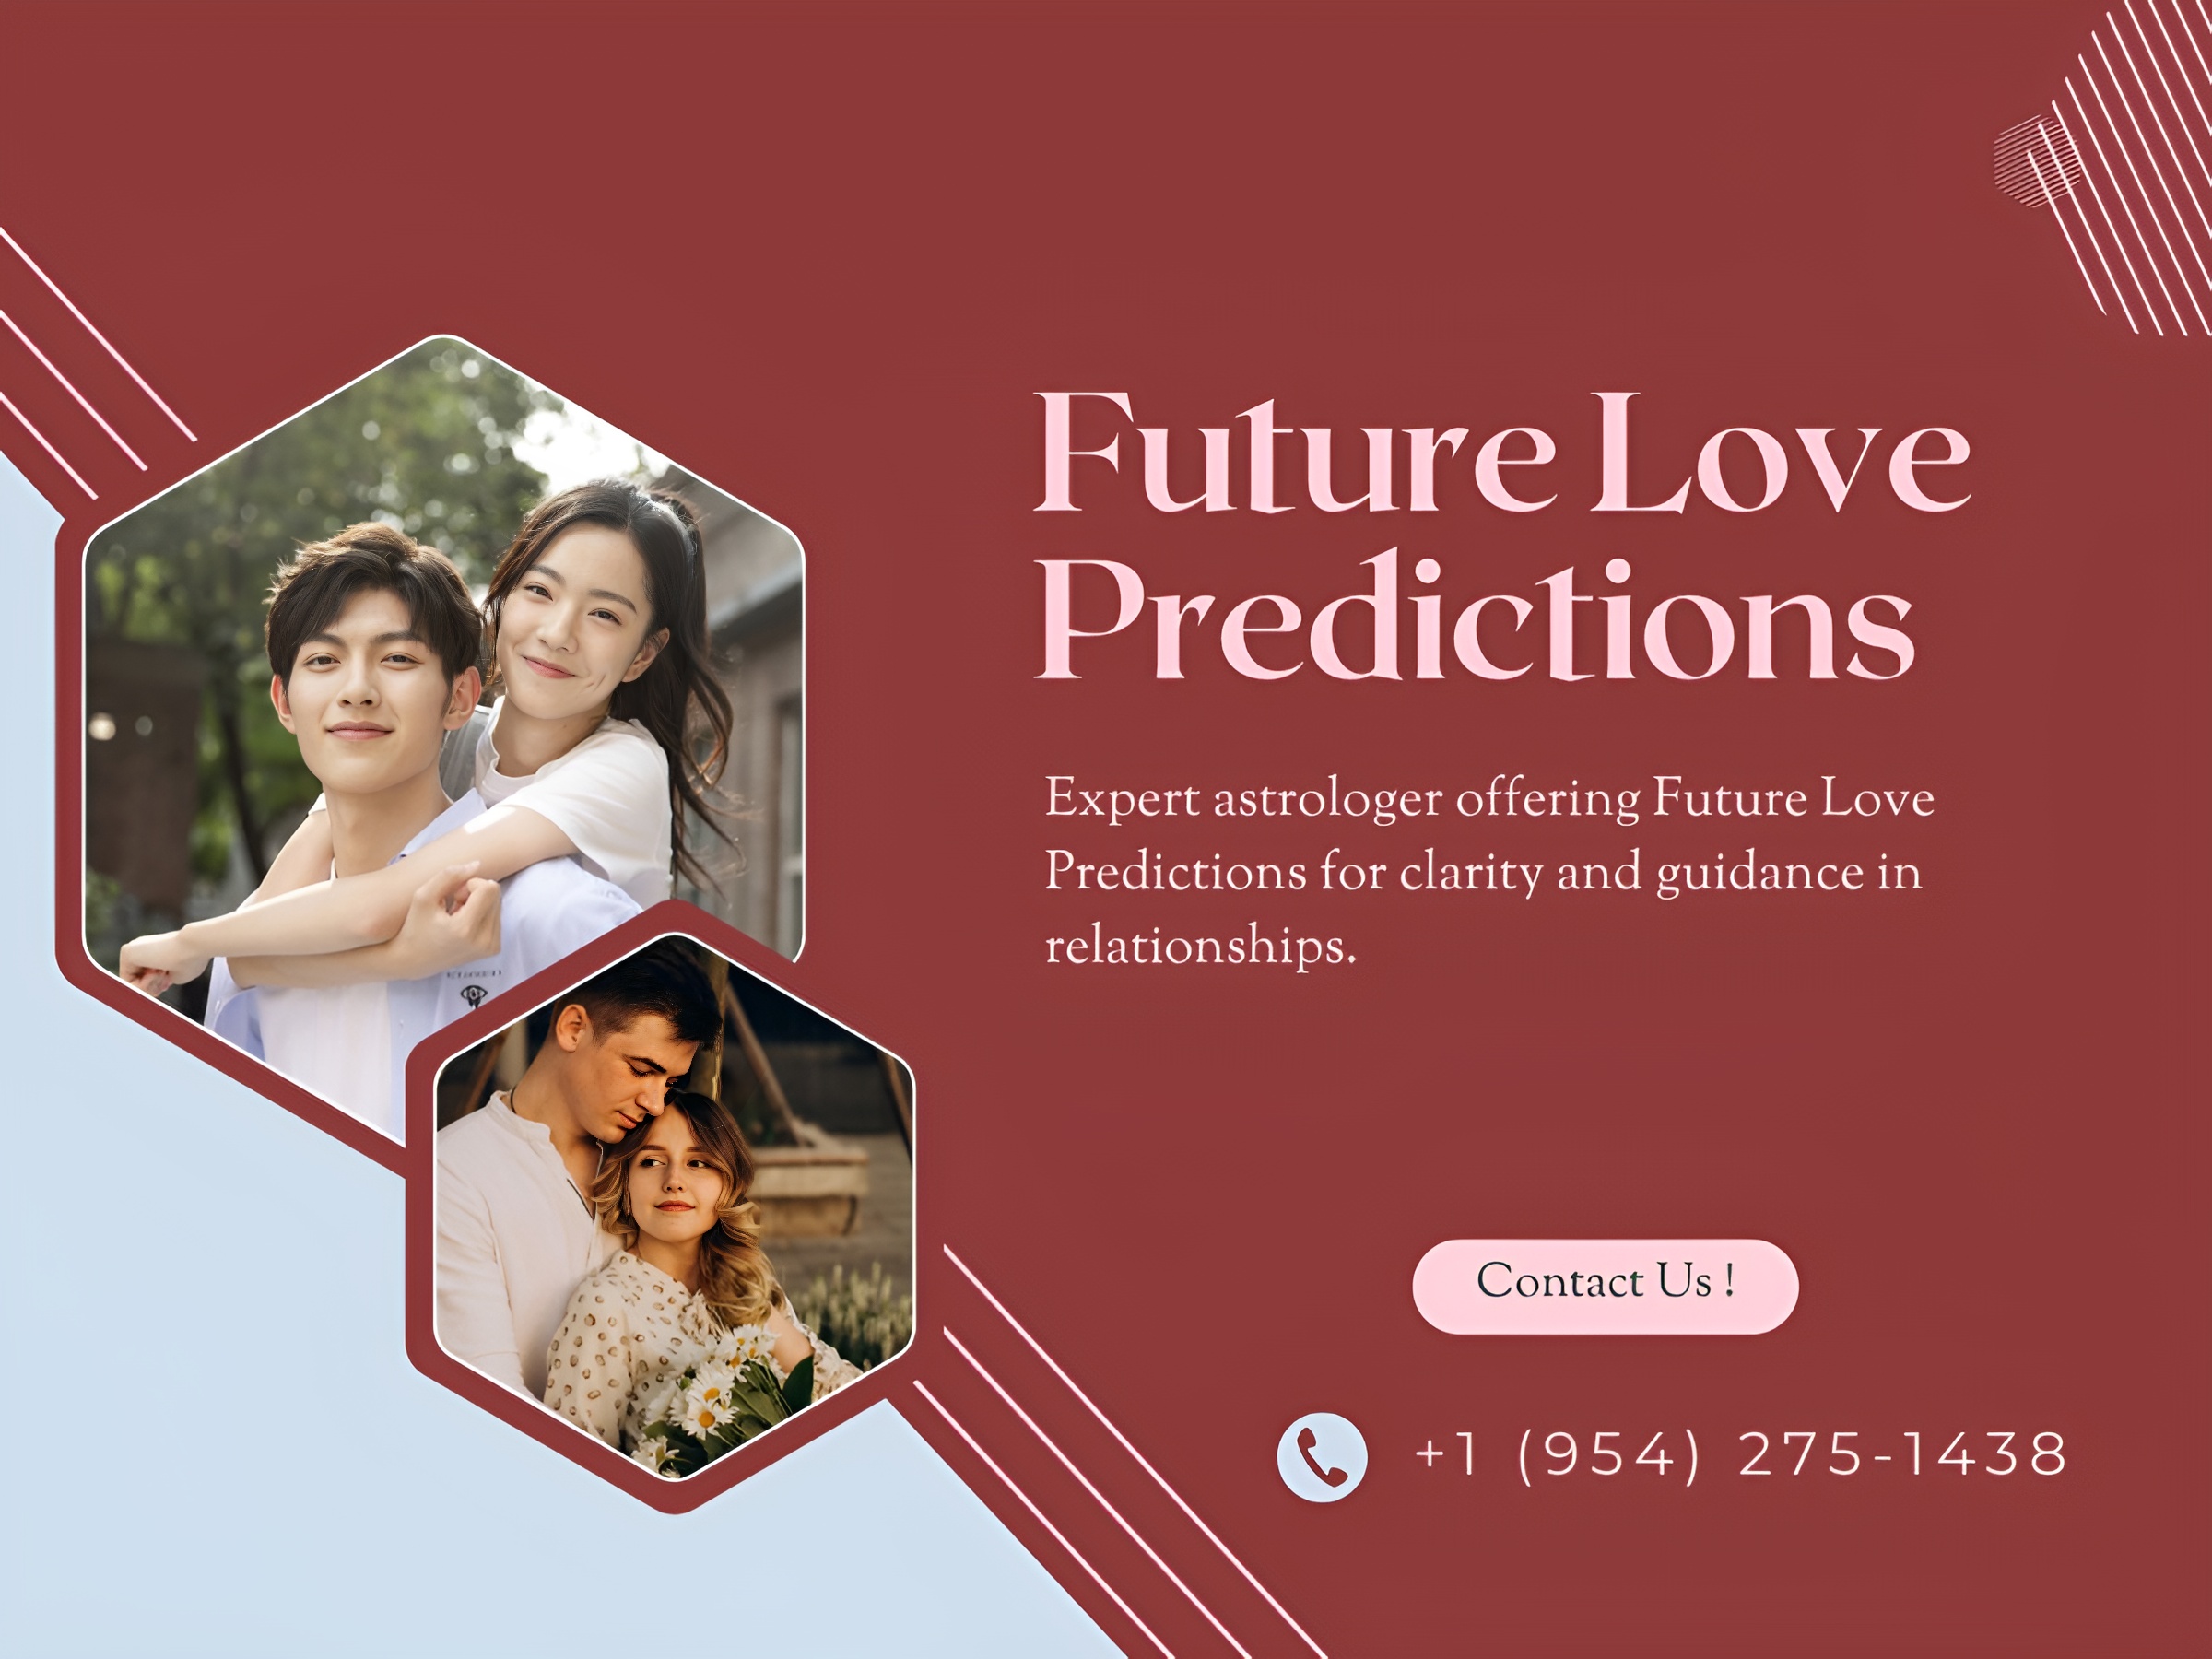 Future Love
Predictions
Expert astrologer offering Future Love
Predictions for clarity and guidance in
relationships.
Contact Us !
+1 (954) 275-1438